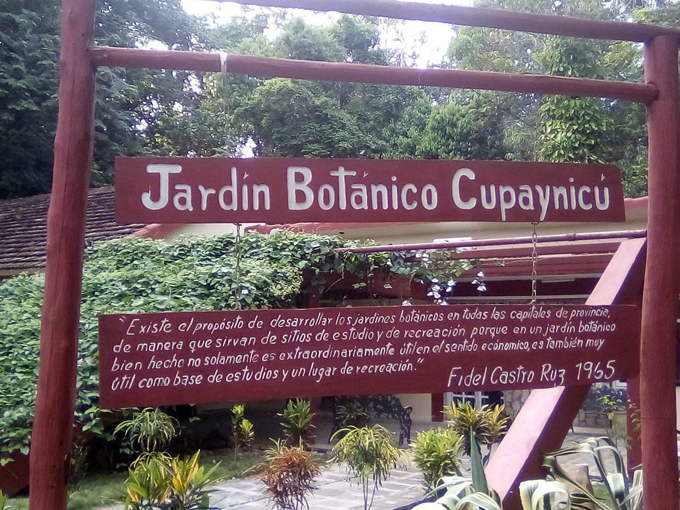 Jardín Botánico Cupaynicú
"Existe el propósito de desarrollar los jardines botánicos en todas las capitales de provincia,
de manera que sirvan de sitios de estudio y de recreación porque en un jardín botánico
bien hecho no solamente es extraordinariamente útil en el sentido económico, es también muy
útil como base de estudios y un lugar de recreación."
Fidel Castro Ruz 1965